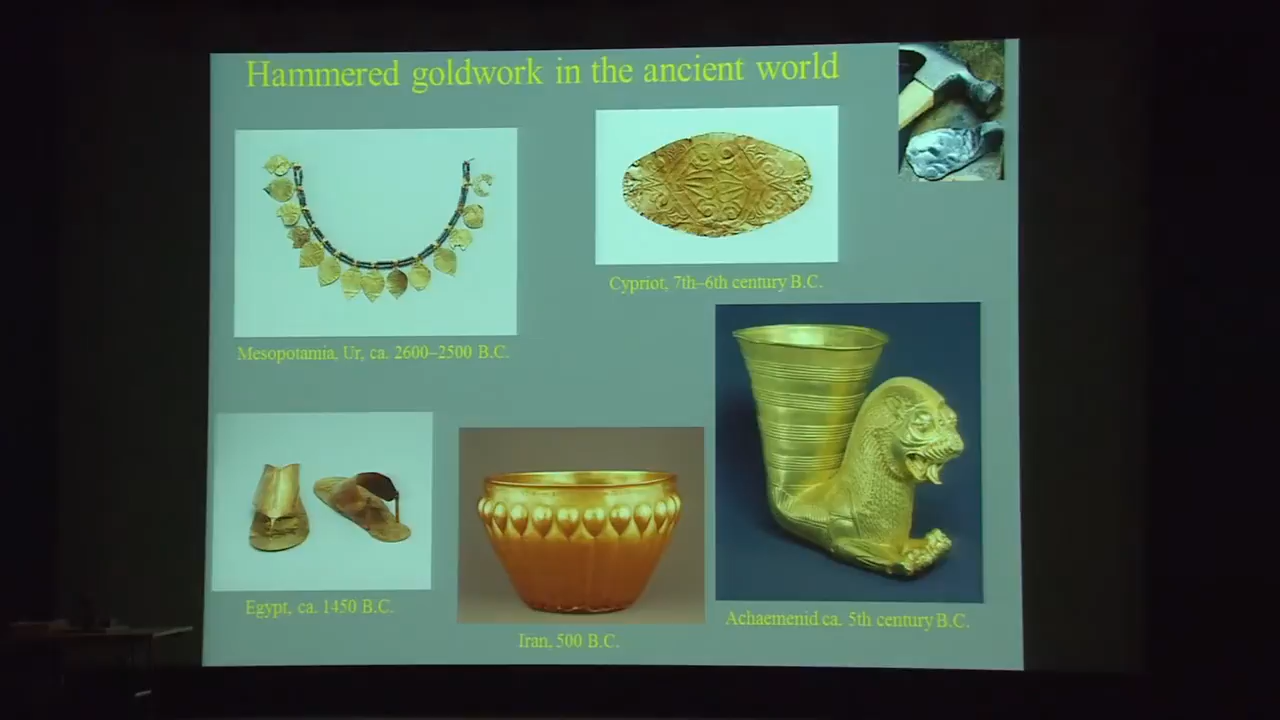 Hammered goldwork in the ancient world
Cypriot, 7th–6th century B.C.
Mesopotamia, Ur, ca. 2600–2500 B.C.
Egypt, ca. 1450 B.C.
Iran, 500 B.C.
Achaemenid ca. 5th century B.C.